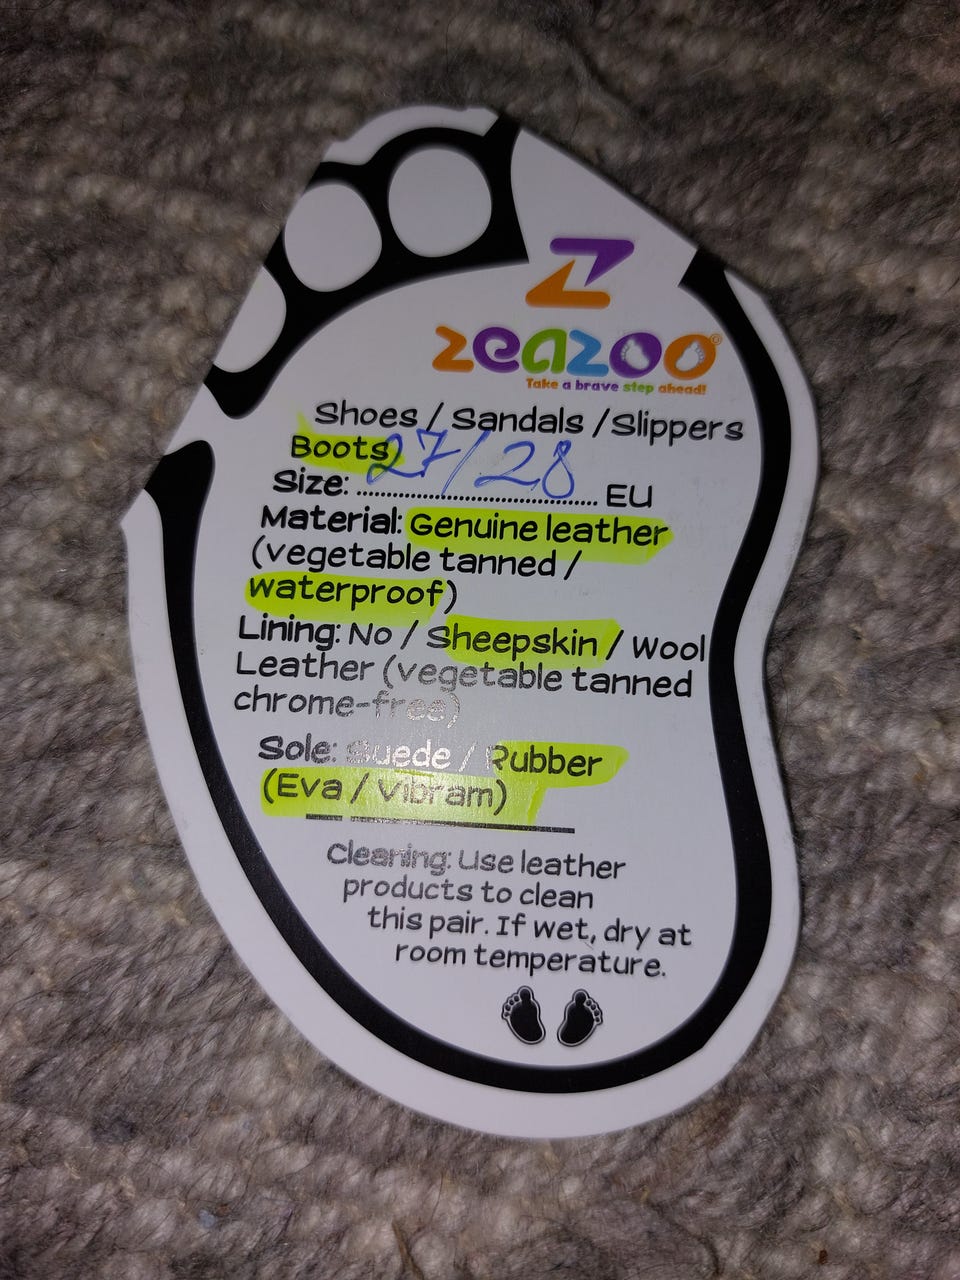 Z
zeazoo©
Take a brave step ahead!
Shoes / Sandals / Slippers
Boots
Size: 27/28 EU
Material: Genuine leather
(vegetable tanned /
waterproof)
Lining: No / Sheepskin / Wool
Leather (vegetable tanned
chrome-free)
Sole: Suede / Rubber
(Eva / Vibram)
Cleaning: Use leather
products to clean
this pair. If wet, dry at
room temperature.